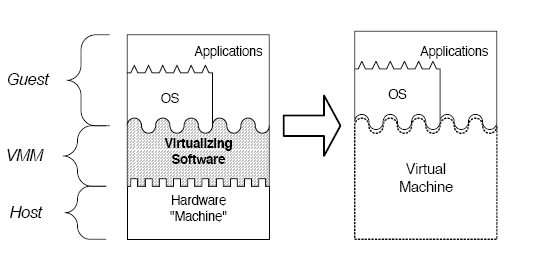 Guest
VMM
Host
Applications
OS
Virtualizing
Software
Hardware
"Machine"
Applications
OS
Virtual
Machine